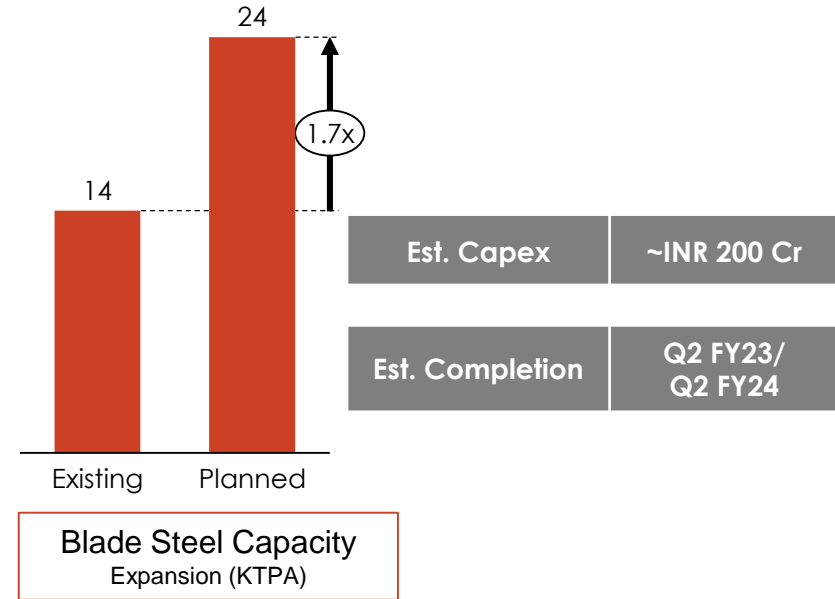 24
1.7x
14
Est. Capex
~INR 200 Cr
Est. Completion
Q2 FY23/
Q2 FY24
Existing
Planned
Blade Steel Capacity
Expansion (KTPA)